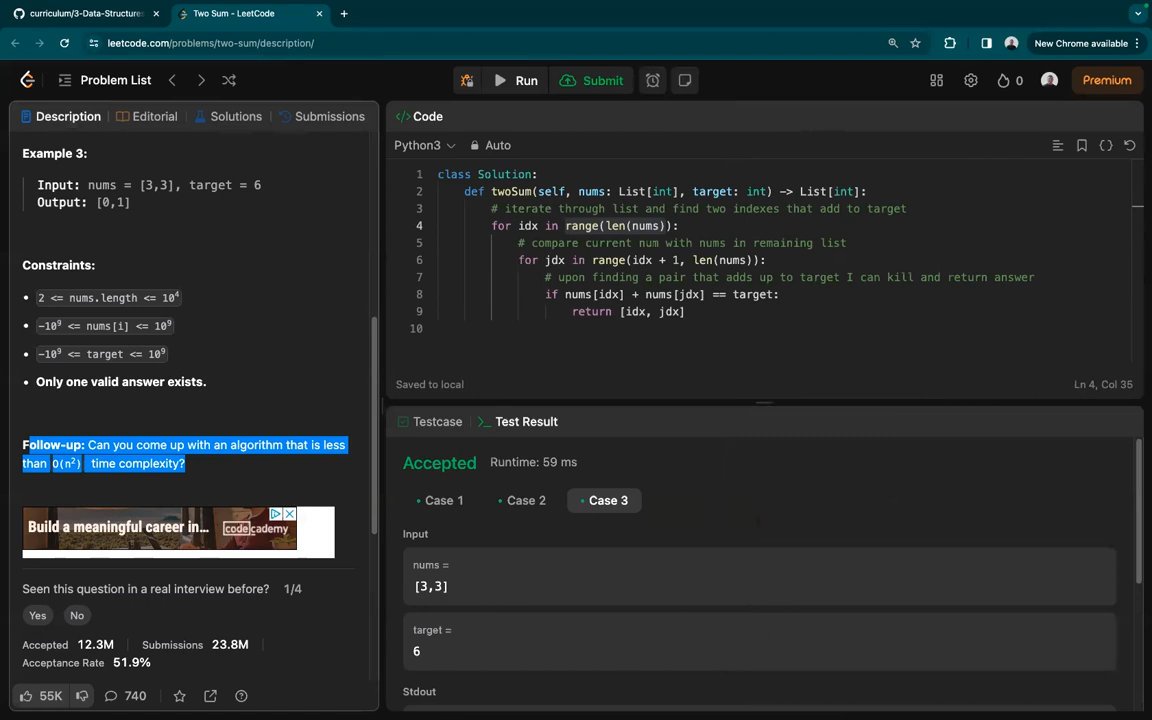 curriculum/3-Data-Structures
Two Sum - LeetCode
leetcode.com/problems/two-sum/description/
New Chrome available
Problem List
Run
Submit
0
Premium
Description
Editorial
Solutions
Submissions
Example 3:
Input: nums = [3,3], target = 6
Output: [0,1]
Constraints:
• 2 <= nums.length <= 10⁴
• -10⁹ <= nums[i] <= 10⁹
• -10⁹ <= target <= 10⁹
• Only one valid answer exists.
Follow-up: Can you come up with an algorithm that is less
than O(n²) time complexity?
Build a meaningful career in...
codecademy
Seen this question in a real interview before? 1/4
Yes
No
Accepted 12.3M
Submissions 23.8M
Acceptance Rate 51.9%
55K
740
</> Code
Python3
Auto
1 class Solution:
2 def twoSum(self, nums: List[int], target: int) -> List[int]:
3 # iterate through list and find two indexes that add to target
4 for idx in range(len(nums)):
5 # compare current num with nums in remaining list
6 for jdx in range(idx + 1, len(nums)):
7 # upon finding a pair that adds up to target I can kill and return answer
8 if nums[idx] + nums[jdx] == target:
9 return [idx, jdx]
10
Saved to local
Ln 4, Col 35
Testcase
>_ Test Result
Accepted Runtime: 59 ms
• Case 1
• Case 2
• Case 3
Input
nums =
[3,3]
target =
6
Stdout